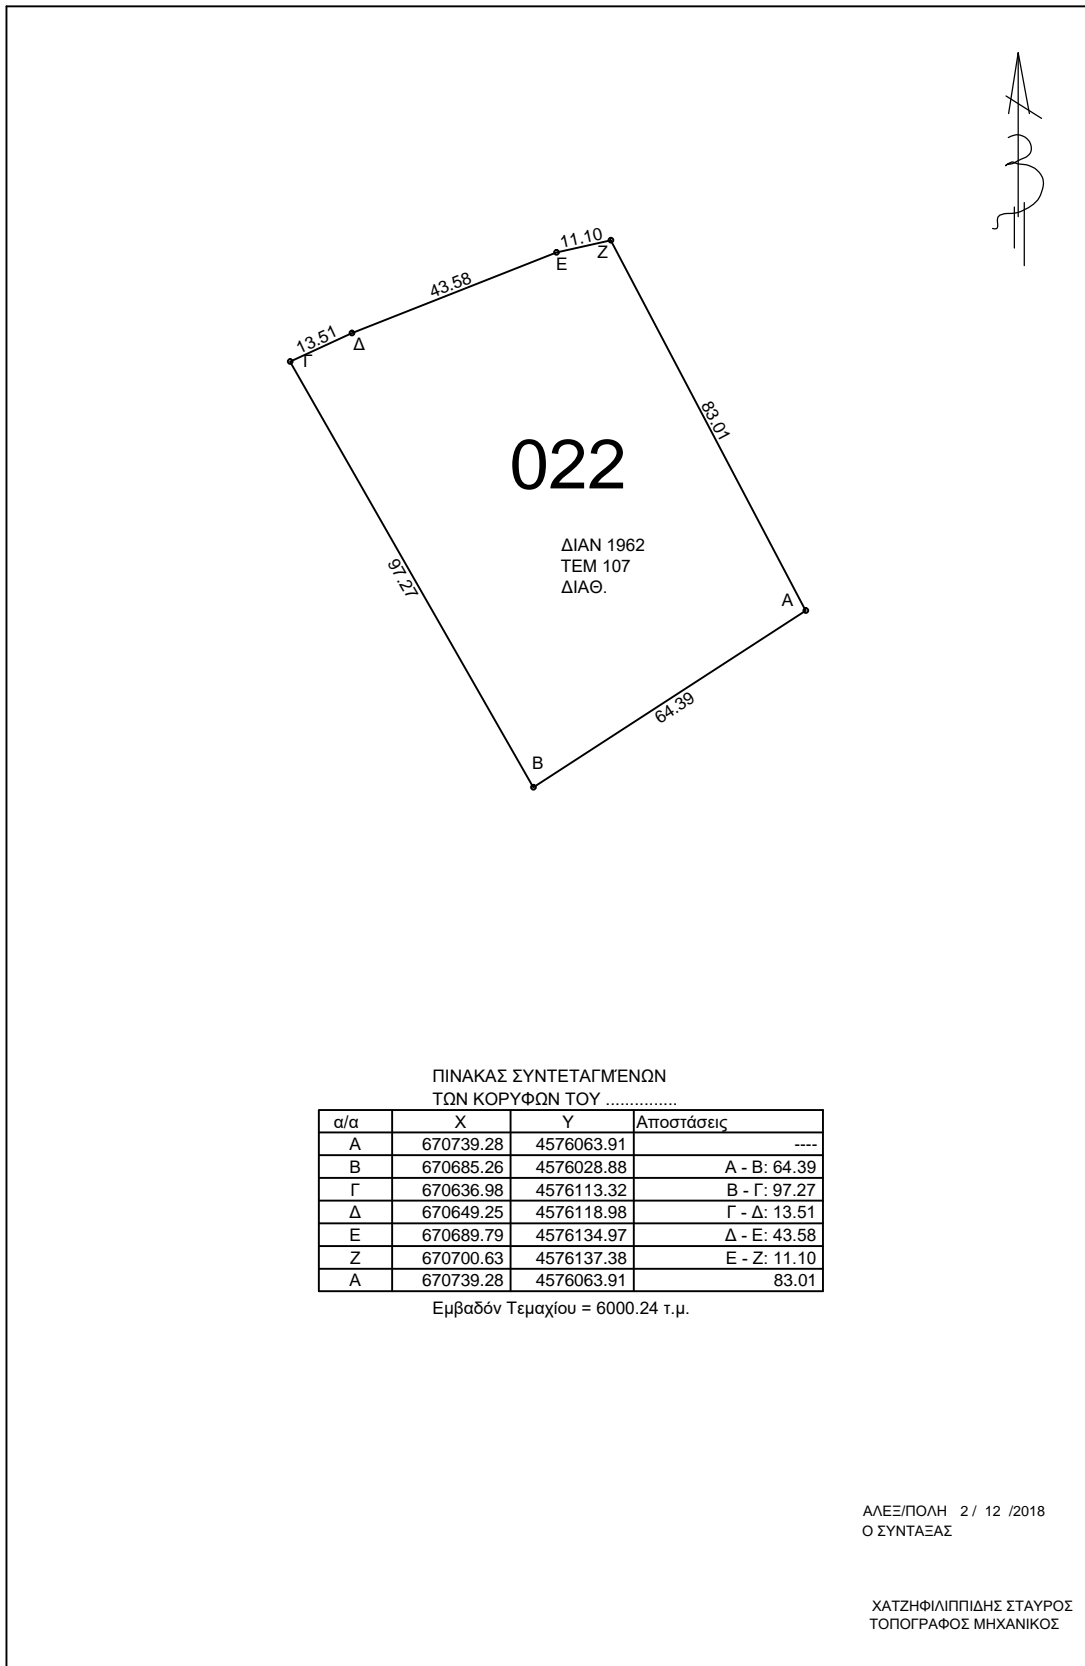 11.10
Ζ
Ε
43.58
13.51
Δ
Γ
83.01
022
ΔΙΑΝ 1962
ΤΕΜ 107
ΔΙΑΘ.
97.27
Α
64.39
Β
ΠΙΝΑΚΑΣ ΣΥΝΤΕΤΑΓΜΈΝΩΝ
ΤΩΝ ΚΟΡΥΦΩΝ ΤΟΥ ...............
α/α Χ Υ Αποστάσεις
Α 670739.28 4576063.91 ----
Β 670685.26 4576028.88 Α - Β: 64.39
Γ 670636.98 4576113.32 Β - Γ: 97.27
Δ 670649.25 4576118.98 Γ - Δ: 13.51
Ε 670689.79 4576134.97 Δ - Ε: 43.58
Ζ 670700.63 4576137.38 Ε - Ζ: 11.10
Α 670739.28 4576063.91 83.01
Εμβαδόν Τεμαχίου = 6000.24 τ.μ.
ΑΛΕΞ/ΠΟΛΗ 2 / 12 /2018
Ο ΣΥΝΤΑΞΑΣ
ΧΑΤΖΗΦΙΛΙΠΠΙΔΗΣ ΣΤΑΥΡΟΣ
ΤΟΠΟΓΡΑΦΟΣ ΜΗΧΑΝΙΚΟΣ